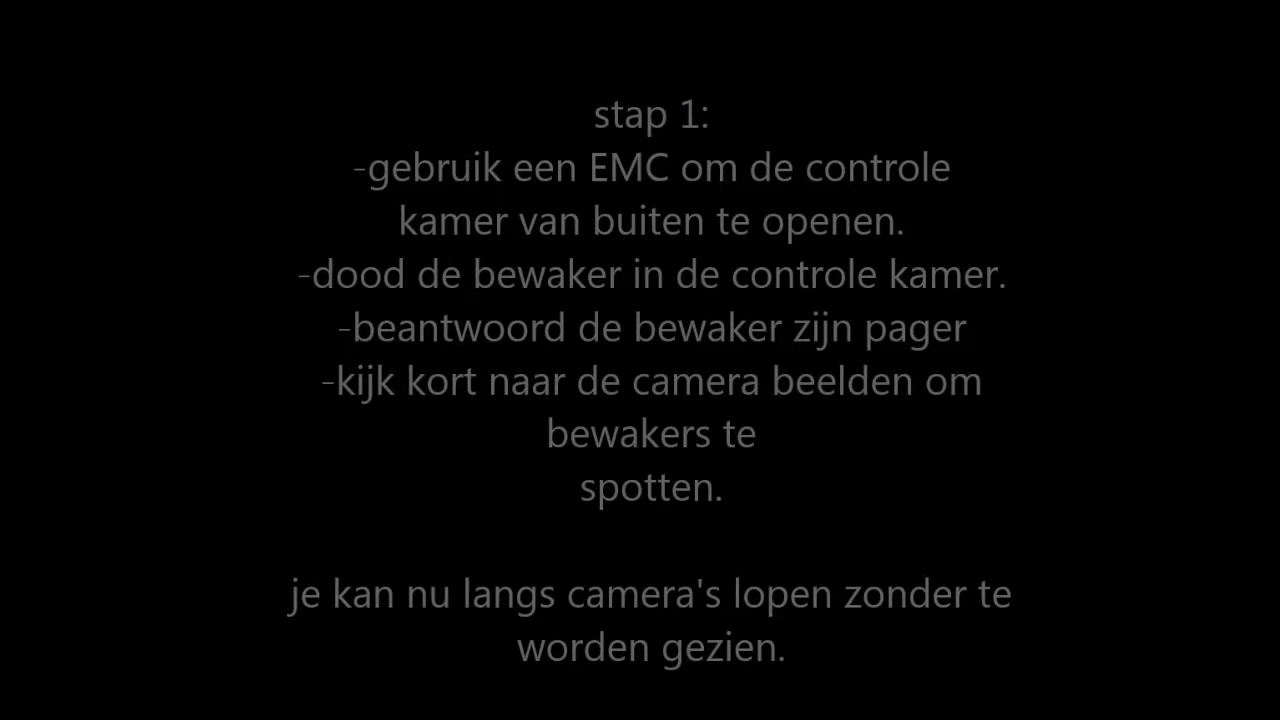 stap 1:
-gebruik een EMC om de controle
kamer van buiten te openen.
-dood de bewaker in de controle kamer.
-beantwoord de bewaker zijn pager
-kijk kort naar de camera beelden om
bewakers te
spotten.
je kan nu langs camera's lopen zonder te
worden gezien.